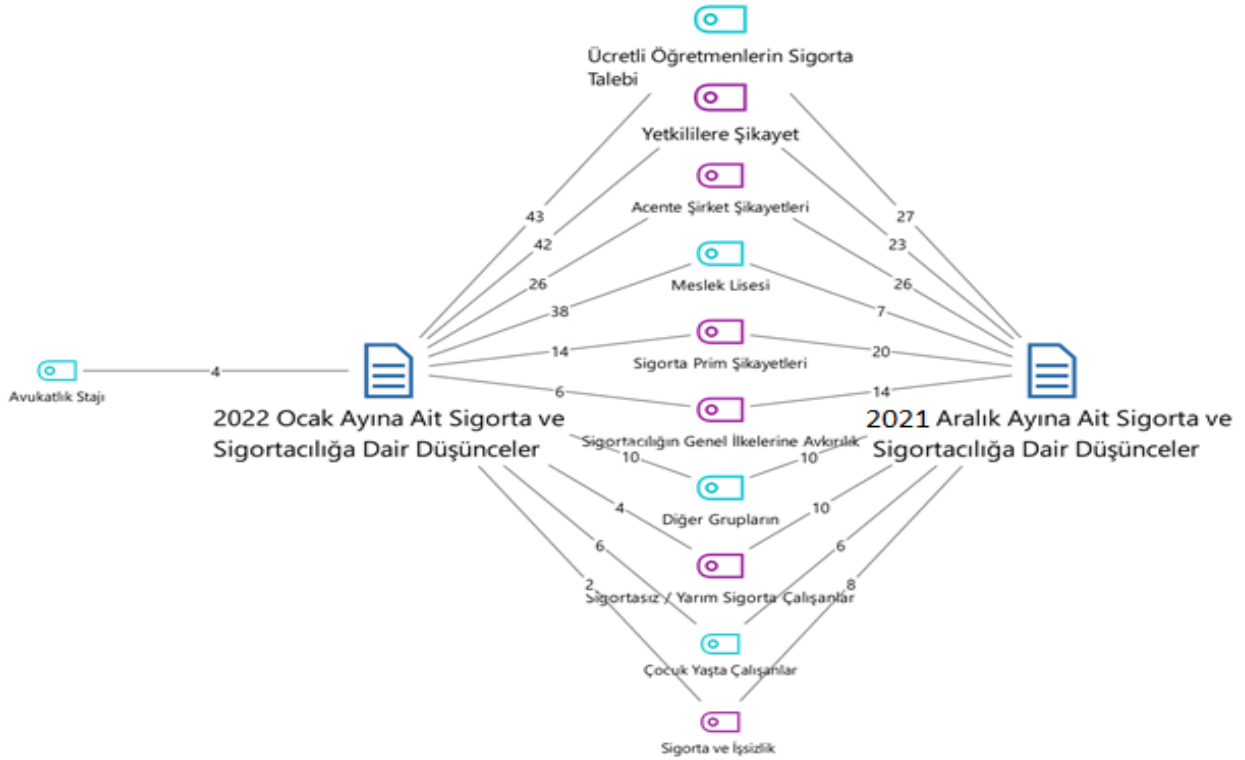 Ücretli Öğretmenlerin Sigorta
Talebi
Yetkililere Şikayet
Acente Şirket Şikayetleri
43
27
42
23
26
26
Meslek Lisesi
38
7
14
20
Sigorta Prim Şikayetleri
4
Avukatlık Stajı
6
14
2022 Ocak Ayına Ait Sigorta ve
Sigortacılığa Dair Düşünceler
2021 Aralık Ayına Ait Sigorta ve
Sigortacılığa Dair Düşünceler
Sigortacılığın Genel İlkelerine Aykırılık
10
10
Diğer Grupların
4
10
6
6
2
8
Sigortasız / Yarım Sigorta Çalışanlar
Çocuk Yaşta Çalışanlar
Sigorta ve İşsizlik